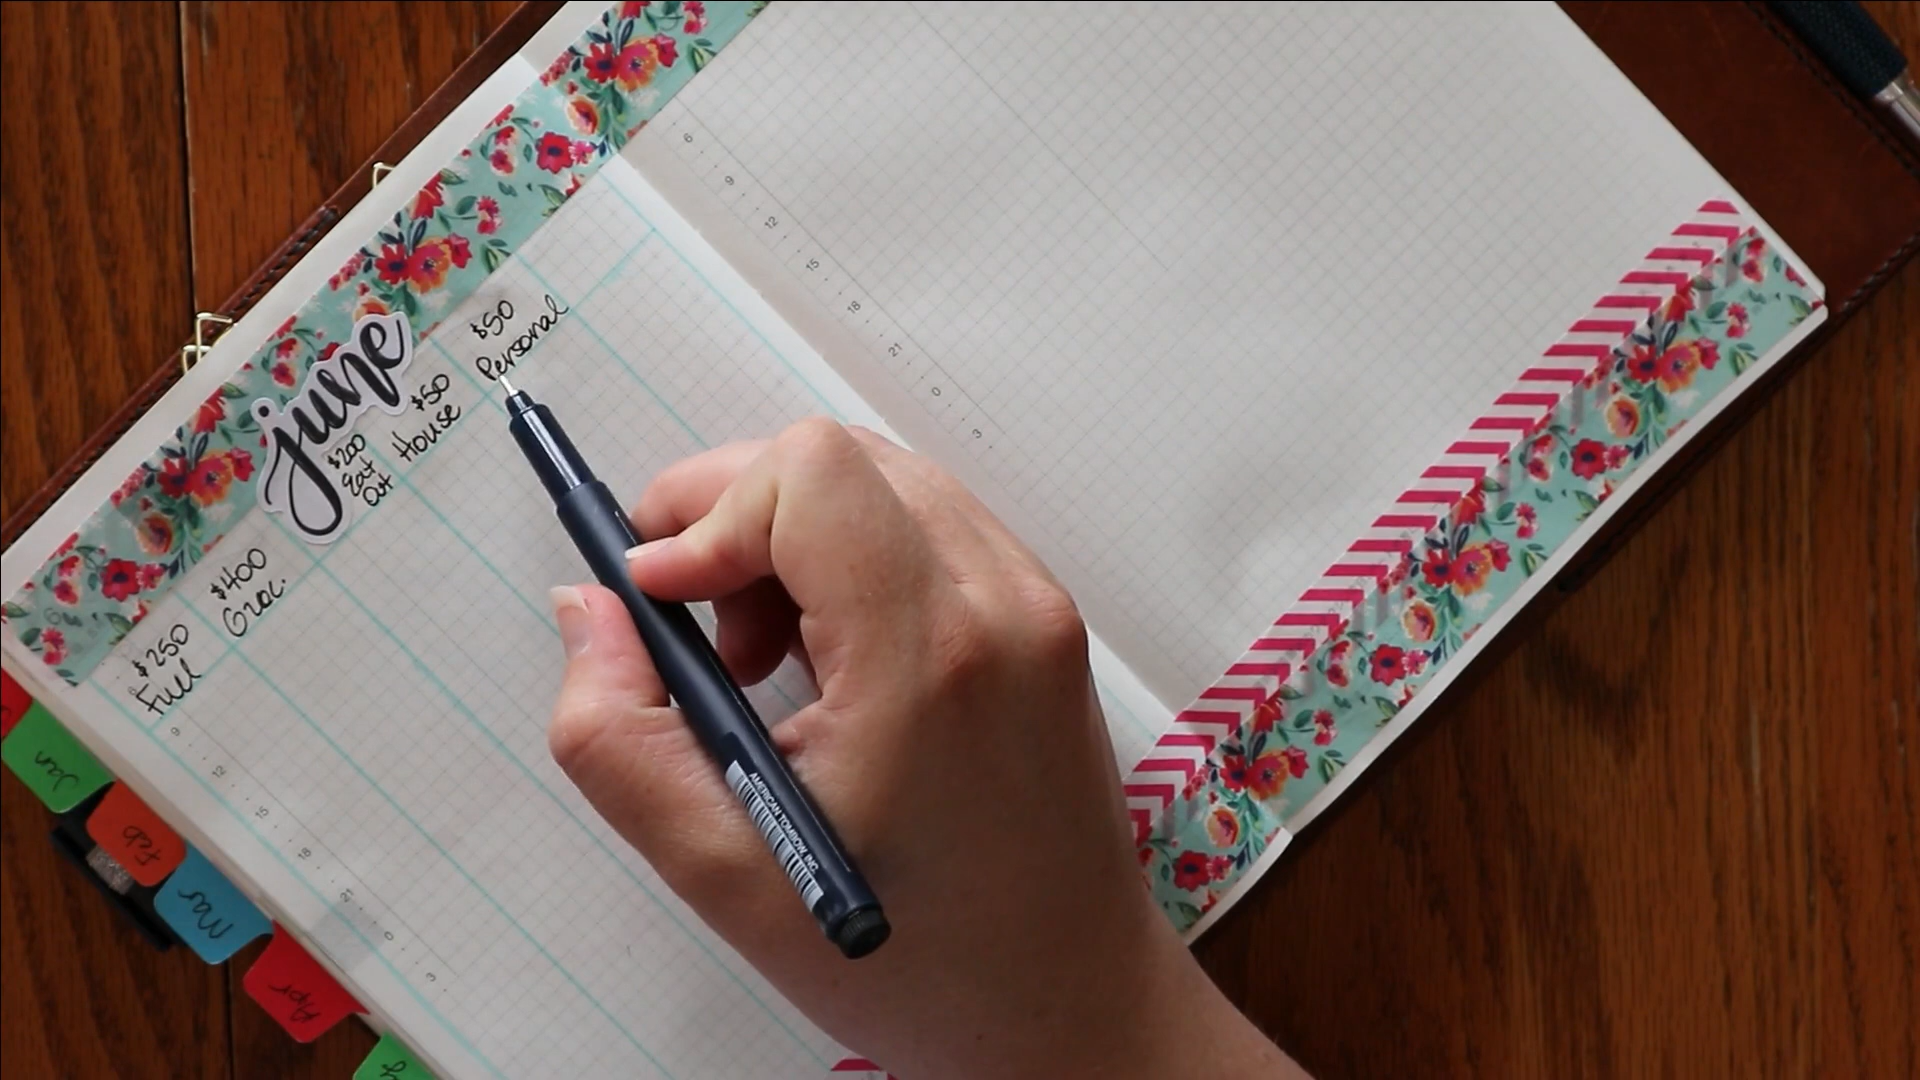 june
$250
Fuel
$400
Groc.
$200
Eat
Out
$50
House
$50
Personal
9
12
15
18
21
0
3
6
9
12
15
18
21
0
3
Jan
Feb
Mar
Apr
AMERICAN TOMBOW, INC.